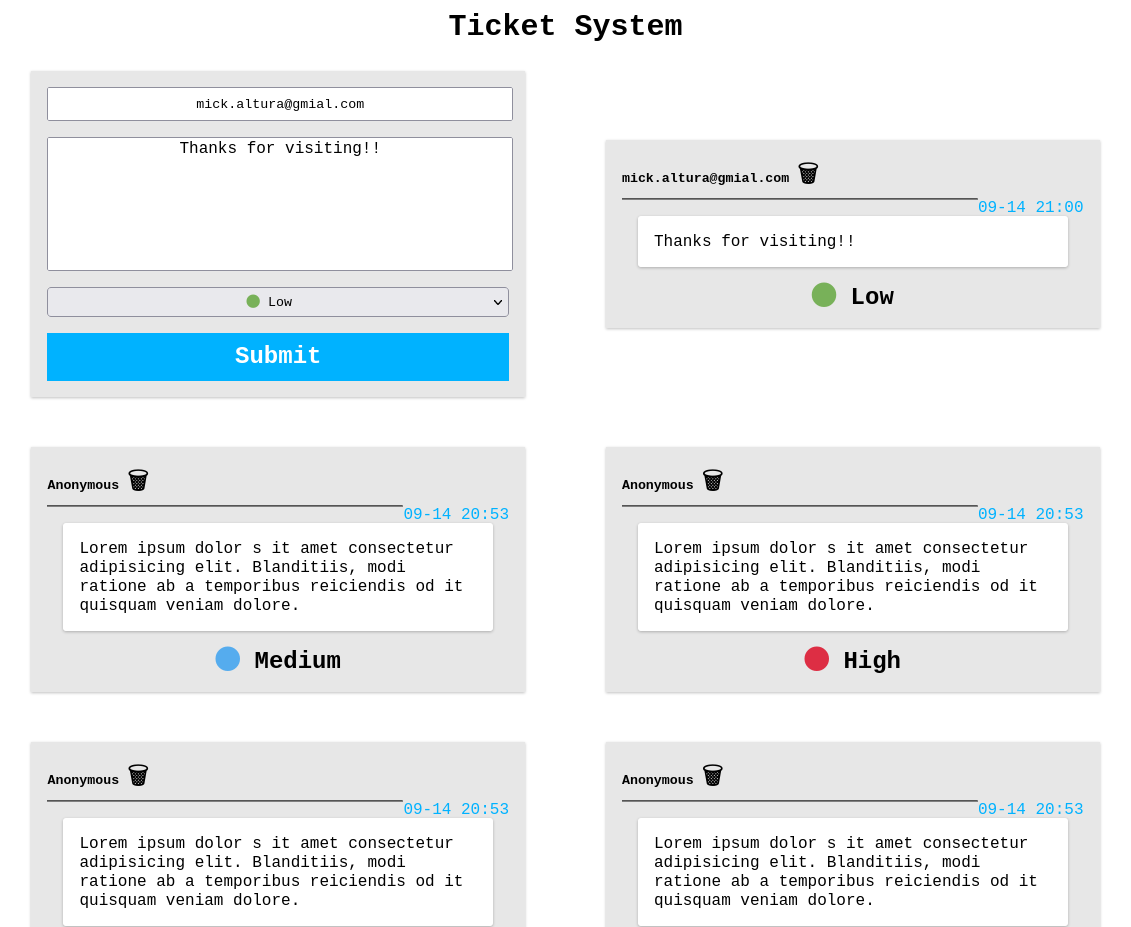 Ticket System
mick.altura@gmial.com
Thanks for visiting!!
Low
Submit
mick.altura@gmial.com
09-14 21:00
Thanks for visiting!!
Low
Anonymous
09-14 20:53
Lorem ipsum dolor s it amet consectetur
adipisicing elit. Blanditiis, modi
ratione ab a temporibus reiciendis od it
quisquam veniam dolore.
Medium
Anonymous
09-14 20:53
Lorem ipsum dolor s it amet consectetur
adipisicing elit. Blanditiis, modi
ratione ab a temporibus reiciendis od it
quisquam veniam dolore.
High
Anonymous
09-14 20:53
Lorem ipsum dolor s it amet consectetur
adipisicing elit. Blanditiis, modi
ratione ab a temporibus reiciendis od it
quisquam veniam dolore.
Anonymous
09-14 20:53
Lorem ipsum dolor s it amet consectetur
adipisicing elit. Blanditiis, modi
ratione ab a temporibus reiciendis od it
quisquam veniam dolore.